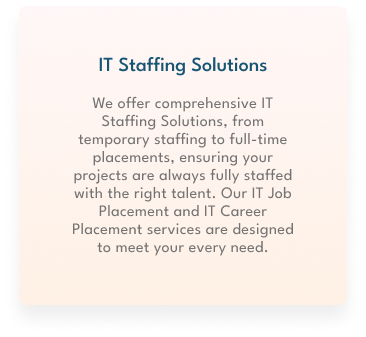 IT Staffing Solutions
We offer comprehensive IT
Staffing Solutions, from
temporary staffing to full-time
placements, ensuring your
projects are always fully staffed
with the right talent. Our IT Job
Placement and IT Career
Placement services are designed
to meet your every need.